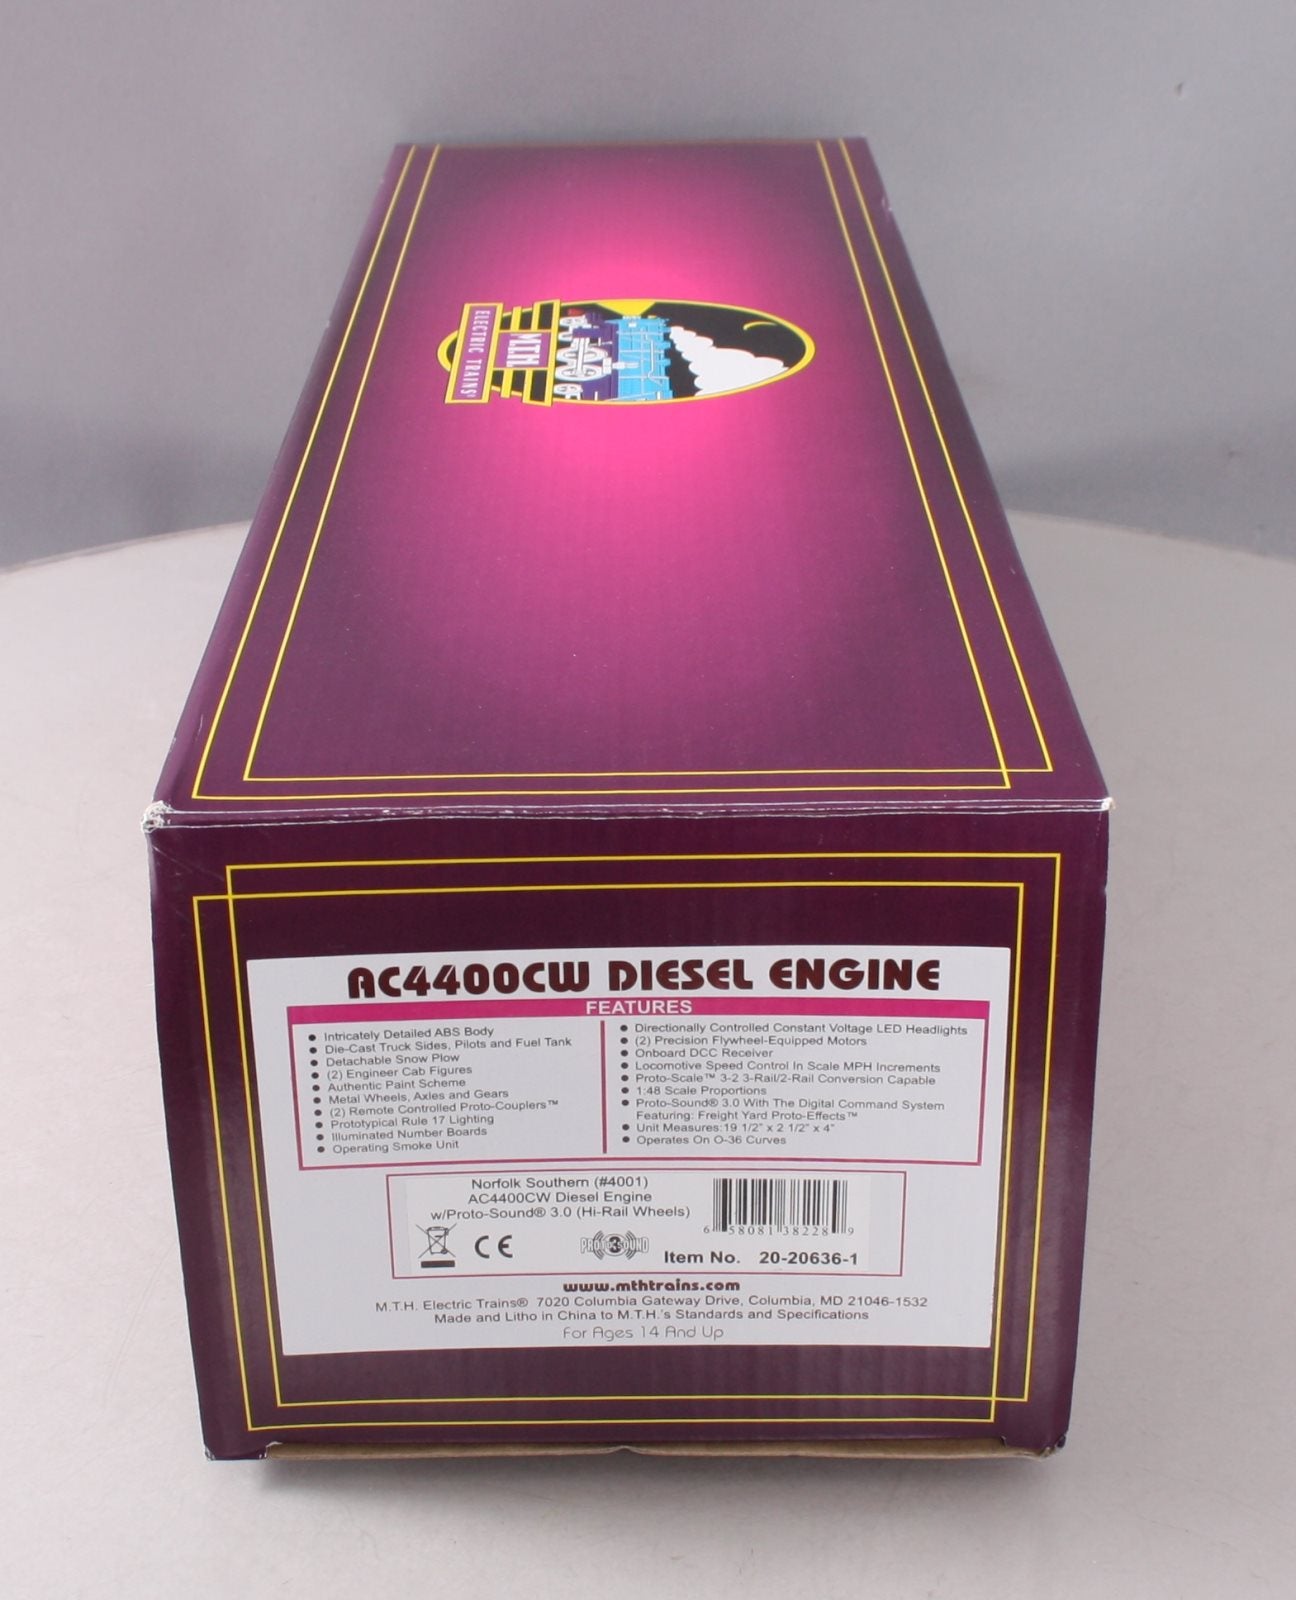 M.T.H.
ELECTRIC TRAINS®
AC4400CW DIESEL ENGINE
FEATURES
● Intricately Detailed ABS Body
● Die-Cast Truck Sides, Pilots and Fuel Tank
● Detachable Snow Plow
● (2) Engineer Cab Figures
● Authentic Paint Scheme
● Metal Wheels, Axles and Gears
● (2) Remote Controlled Proto-Couplers™
● Prototypical Rule 17 Lighting
● Illuminated Number Boards
● Operating Smoke Unit
● Directionally Controlled Constant Voltage LED Headlights
● (2) Precision Flywheel-Equipped Motors
● Onboard DCC Receiver
● Locomotive Speed Control In Scale MPH Increments
● Proto-Scale™ 3-2 3-Rail/2-Rail Conversion Capable
● 1:48 Scale Proportions
● Proto-Sound® 3.0 With The Digital Command System
Featuring: Freight Yard Proto-Effects™
● Unit Measures:19 1/2" x 2 1/2" x 4"
● Operates On O-36 Curves
Norfolk Southern (#4001)
AC4400CW Diesel Engine
w/Proto-Sound® 3.0 (Hi-Rail Wheels)
6 58081 38228 9
CE
PROTO SOUND 3
Item No. 20-20636-1
www.mthtrains.com
M.T.H. Electric Trains® 7020 Columbia Gateway Drive, Columbia, MD 21046-1532
Made and Litho in China to M.T.H.'s Standards and Specifications
For Ages 14 And Up